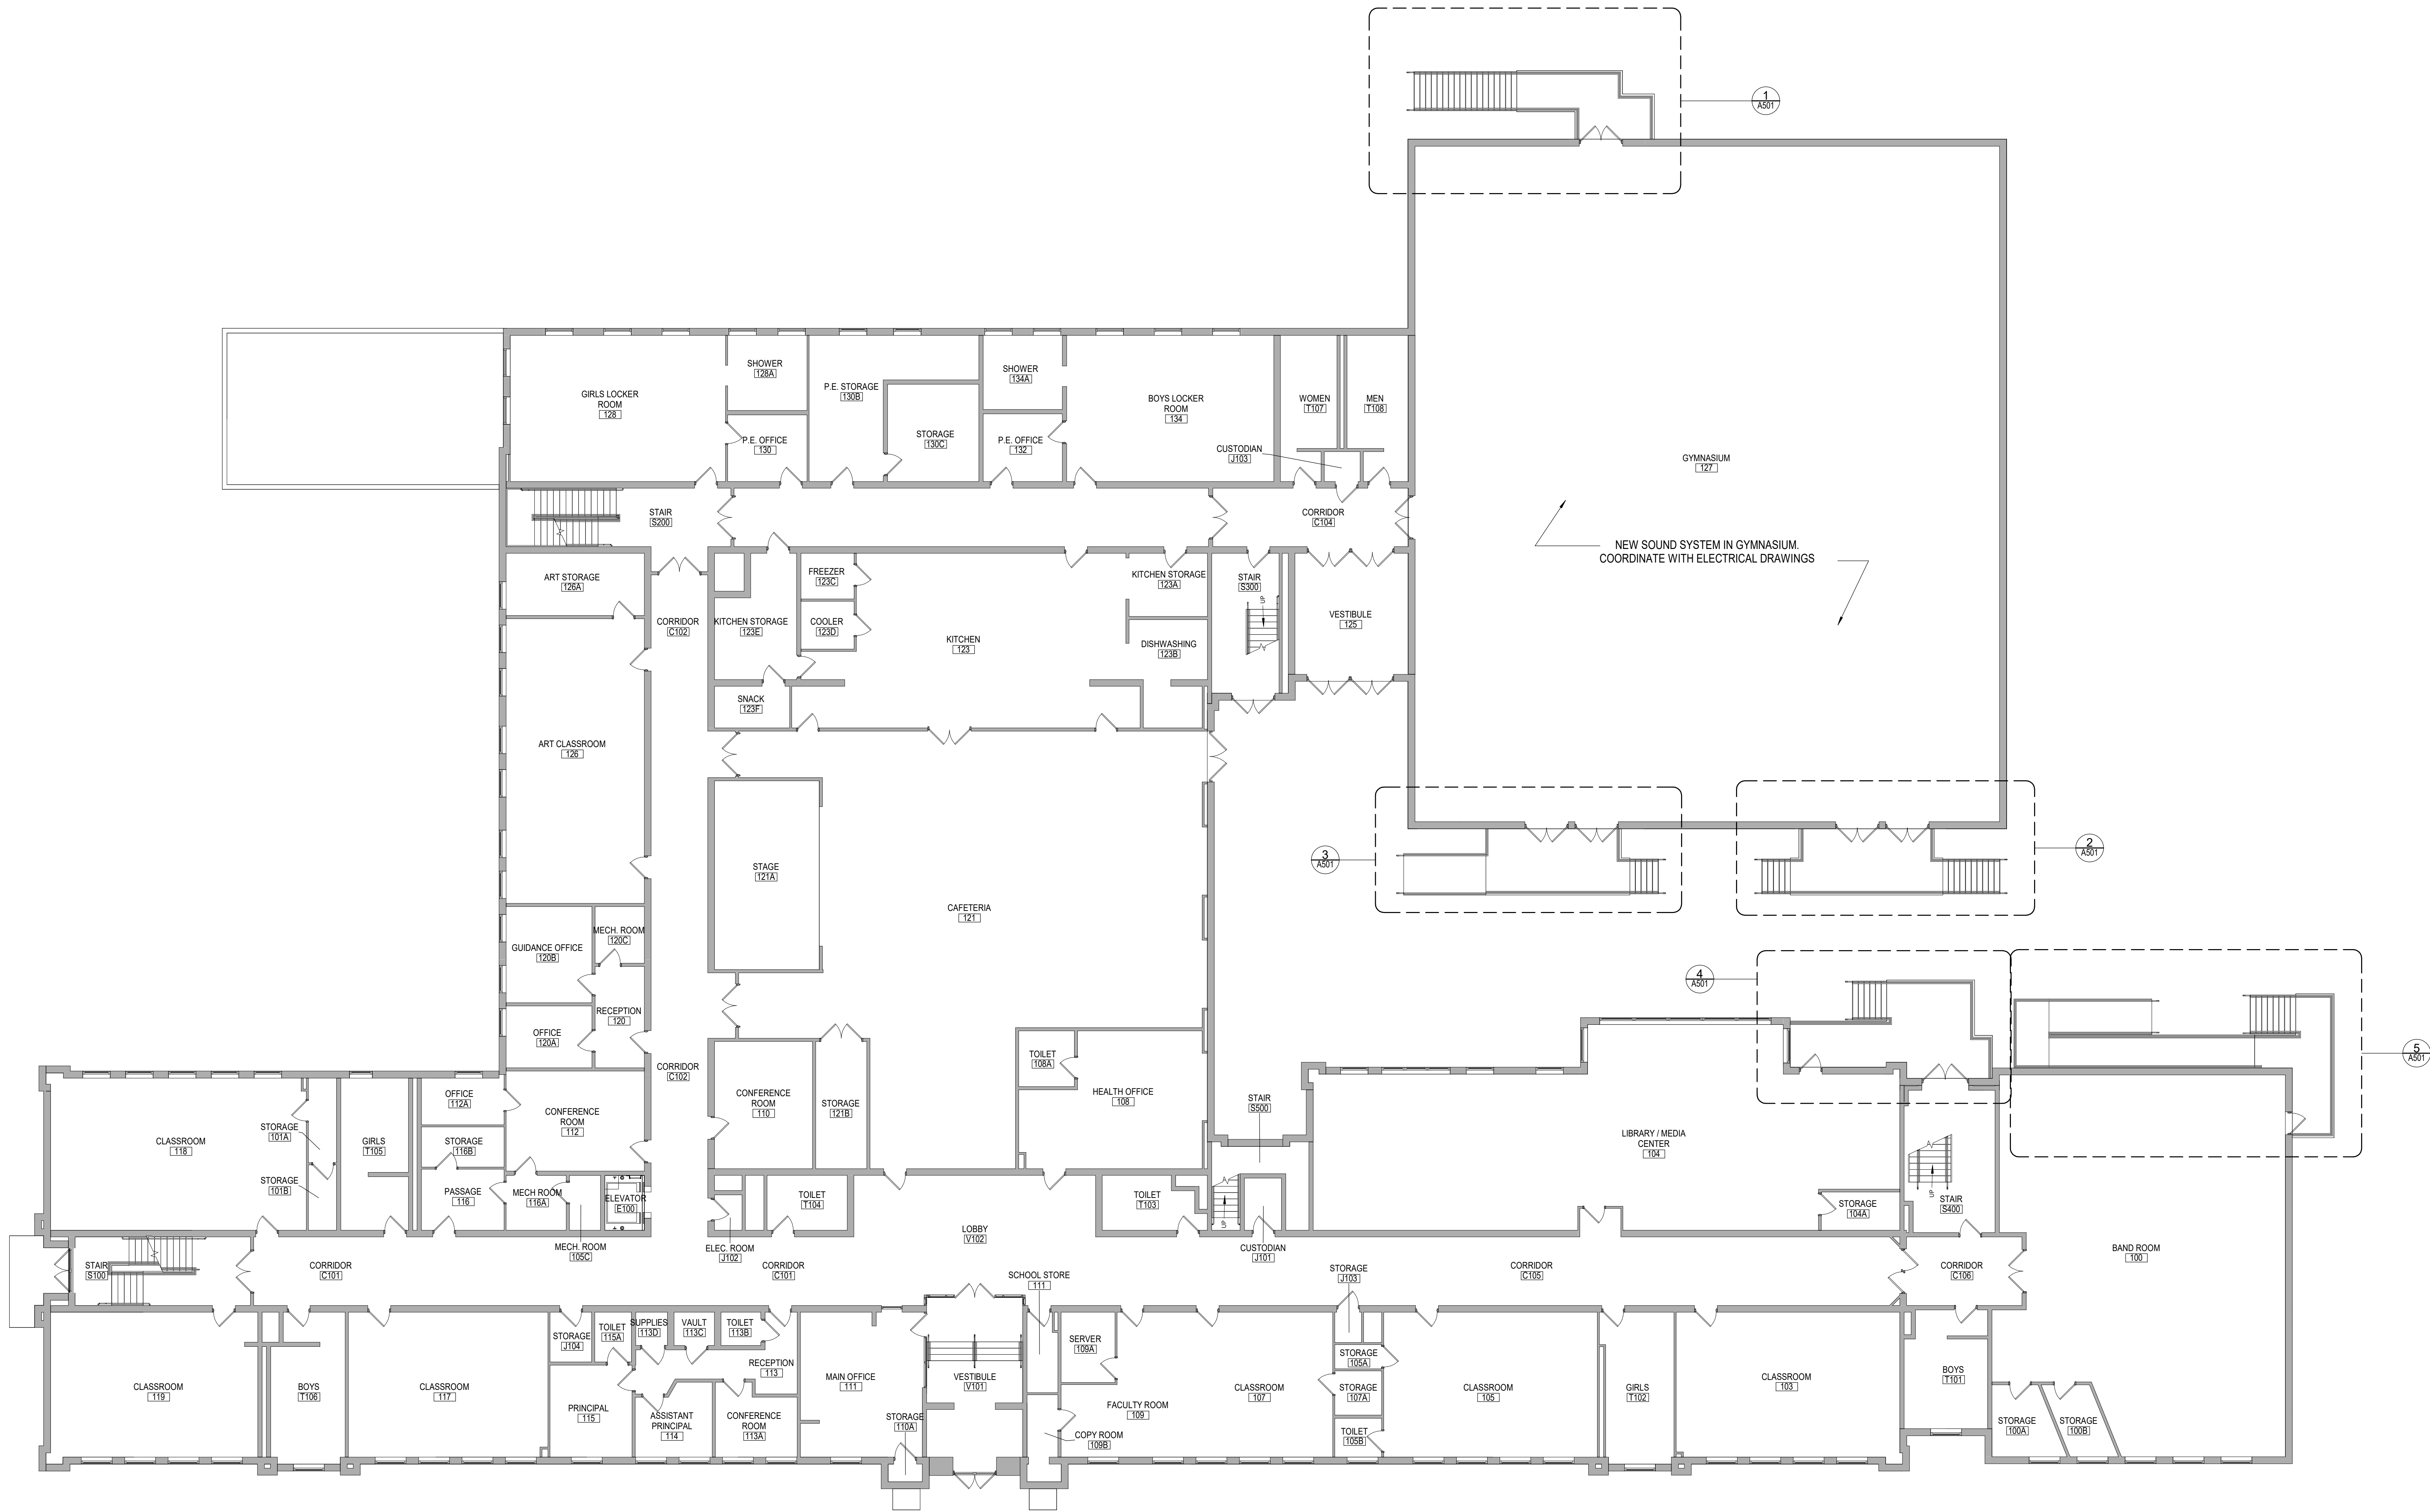 1
A501
SHOWER
128A
SHOWER
134A
P.E. STORAGE
130B
GIRLS LOCKER
ROOM
128
BOYS LOCKER
ROOM
134
WOMEN
T107
MEN
T108
P.E. OFFICE
130
STORAGE
130C
P.E. OFFICE
132
CUSTODIAN
J103
GYMNASIUM
127
STAIR
S200
CORRIDOR
C104
NEW SOUND SYSTEM IN GYMNASIUM.
COORDINATE WITH ELECTRICAL DRAWINGS
ART STORAGE
126A
FREEZER
123C
KITCHEN STORAGE
123A
STAIR
S300
UP
CORRIDOR
C102
KITCHEN STORAGE
123E
COOLER
123D
KITCHEN
123
DISHWASHING
123B
VESTIBULE
125
SNACK
123F
ART CLASSROOM
126
STAGE
121A
CAFETERIA
121
3
A501
2
A501
MECH. ROOM
120C
GUIDANCE OFFICE
120B
RECEPTION
120
OFFICE
120A
4
A501
5
A501
CORRIDOR
C102
TOILET
108A
OFFICE
112A
CONFERENCE
ROOM
112
CONFERENCE
ROOM
110
STORAGE
121B
HEALTH OFFICE
108
STAIR
S500
CLASSROOM
118
STORAGE
101A
GIRLS
T105
STORAGE
116B
LIBRARY / MEDIA
CENTER
104
STORAGE
101B
PASSAGE
116
MECH ROOM
116A
ELEVATOR
E100
TOILET
T104
TOILET
T103
UP
STORAGE
104A
UP
STAIR
S400
LOBBY
V102
MECH. ROOM
105C
ELEC. ROOM
J102
CUSTODIAN
J101
BAND ROOM
100
STAIR
S100
CORRIDOR
C101
CORRIDOR
C101
SCHOOL STORE
111
STORAGE
J103
CORRIDOR
C105
CORRIDOR
C106
STORAGE
J104
TOILET
115A
SUPPLIES
113D
VAULT
113C
TOILET
113B
SERVER
109A
STORAGE
105A
RECEPTION
113
MAIN OFFICE
111
VESTIBULE
V101
CLASSROOM
119
BOYS
T106
CLASSROOM
117
CLASSROOM
107
STORAGE
107A
CLASSROOM
105
GIRLS
T102
CLASSROOM
103
BOYS
T101
PRINCIPAL
115
ASSISTANT
PRINCIPAL
114
CONFERENCE
ROOM
113A
STORAGE
110A
FACULTY ROOM
109
COPY ROOM
109B
TOILET
105B
STORAGE
100A
STORAGE
100B